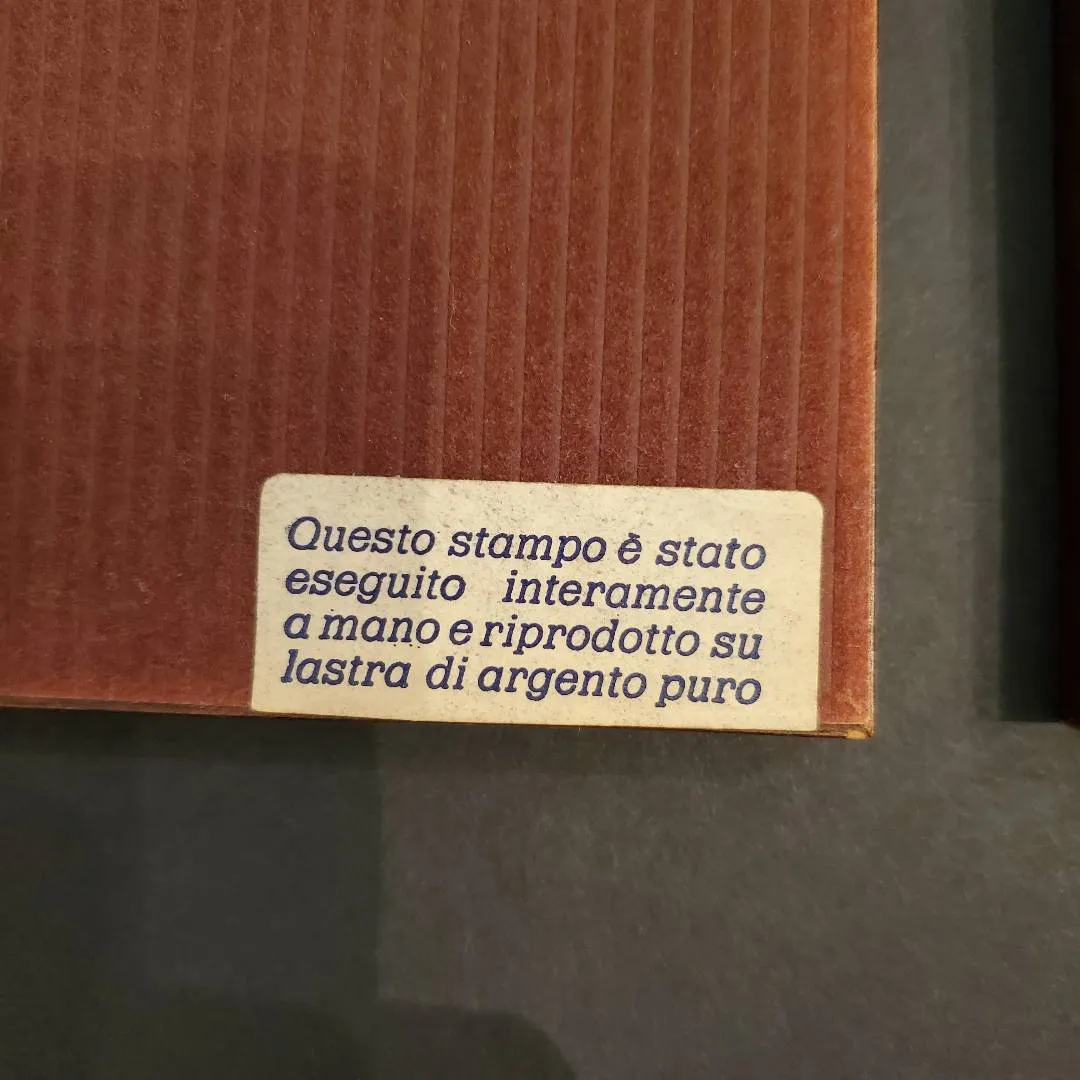 Questo stampo è stato
eseguito interamente
a mano e riprodotto su
lastra di argento puro